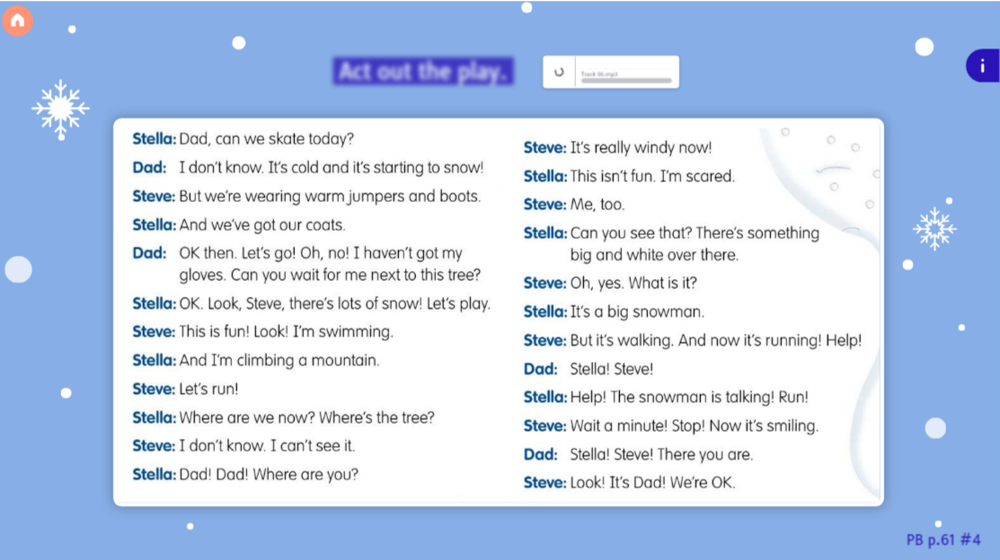 Act out the play.
Track 96.mp3
i
Stella: Dad, can we skate today?
Dad: I don't know. It's cold and it's starting to snow!
Steve: But we're wearing warm jumpers and boots.
Stella: And we've got our coats.
Dad: OK then. Let's go! Oh, no! I haven't got my
gloves. Can you wait for me next to this tree?
Stella: OK. Look, Steve, there's lots of snow! Let's play.
Steve: This is fun! Look! I'm swimming.
Stella: And I'm climbing a mountain.
Steve: Let's run!
Stella: Where are we now? Where's the tree?
Steve: I don't know. I can't see it.
Stella: Dad! Dad! Where are you?
Steve: It's really windy now!
Stella: This isn't fun. I'm scared.
Steve: Me, too.
Stella: Can you see that? There's something
big and white over there.
Steve: Oh, yes. What is it?
Stella: It's a big snowman.
Steve: But it's walking. And now it's running! Help!
Dad: Stella! Steve!
Stella: Help! The snowman is talking! Run!
Steve: Wait a minute! Stop! Now it's smiling.
Dad: Stella! Steve! There you are.
Steve: Look! It's Dad! We're OK.
PB p.61 #4